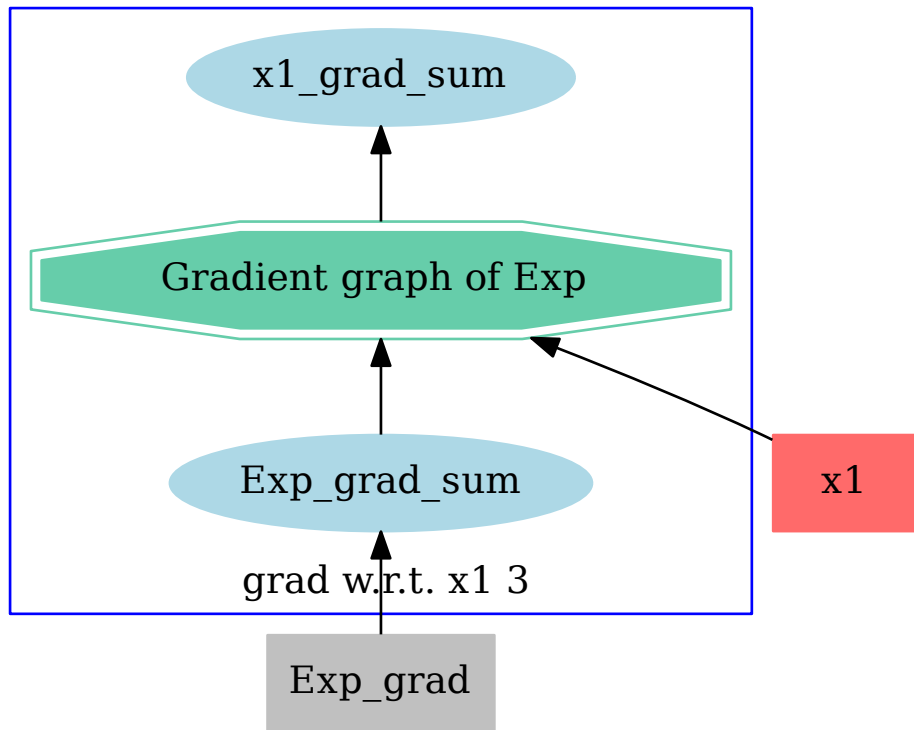 x1_grad_sum
Gradient graph of Exp
Exp_grad_sum
x1
grad w.r.t. x1 3
Exp_grad